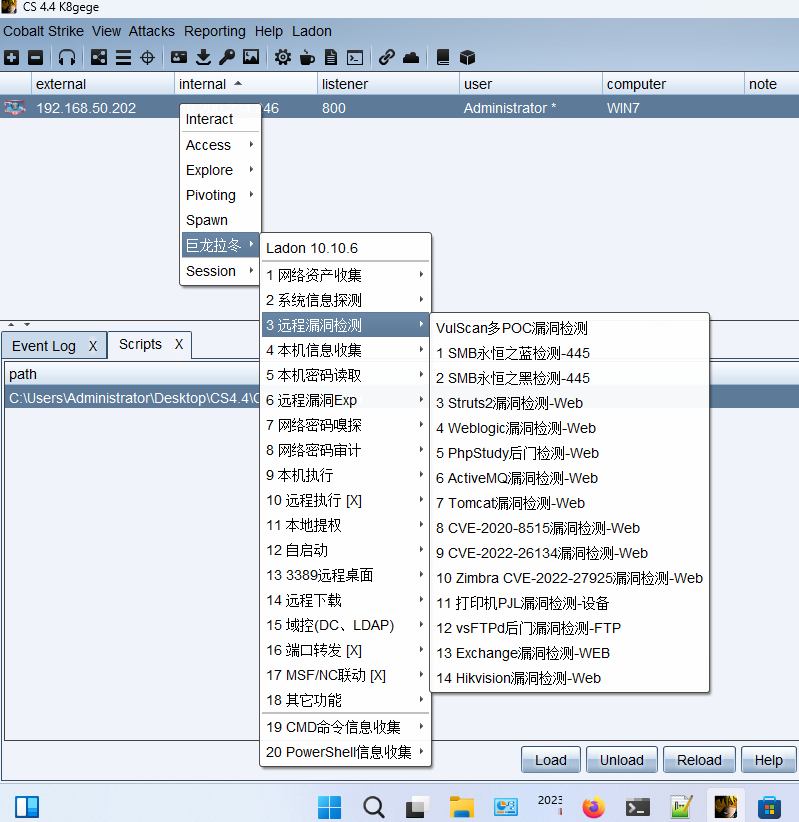 CS 4.4 K8gege
Cobalt Strike View Attacks Reporting Help Ladon
external internal listener user computer note
192.168.50.202 46 800 Administrator * WIN7
Interact
Access
Explore
Pivoting
Spawn
巨龙拉冬
Session
Ladon 10.10.6
1 网络资产收集
2 系统信息探测
3 远程漏洞检测
4 本机信息收集
5 本机密码读取
6 远程漏洞Exp
7 网络密码嗅探
8 网络密码审计
9 本机执行
10 远程执行 [X]
11 本地提权
12 自启动
13 3389远程桌面
14 远程下载
15 域控(DC、LDAP)
16 端口转发 [X]
17 MSF/NC联动 [X]
18 其它功能
19 CMD命令信息收集
20 PowerShell信息收集
VulScan多POC漏洞检测
1 SMB永恒之蓝检测-445
2 SMB永恒之黑检测-445
3 Struts2漏洞检测-Web
4 Weblogic漏洞检测-Web
5 PhpStudy后门检测-Web
6 ActiveMQ漏洞检测-Web
7 Tomcat漏洞检测-Web
8 CVE-2020-8515漏洞检测-Web
9 CVE-2022-26134漏洞检测-Web
10 Zimbra CVE-2022-27925漏洞检测-Web
11 打印机PJL漏洞检测-设备
12 vsFTPd后门漏洞检测-FTP
13 Exchange漏洞检测-WEB
14 Hikvision漏洞检测-Web
Event Log X Scripts X
path
C:\Users\Administrator\Desktop\CS4.4\
Load Unload Reload Help
2023